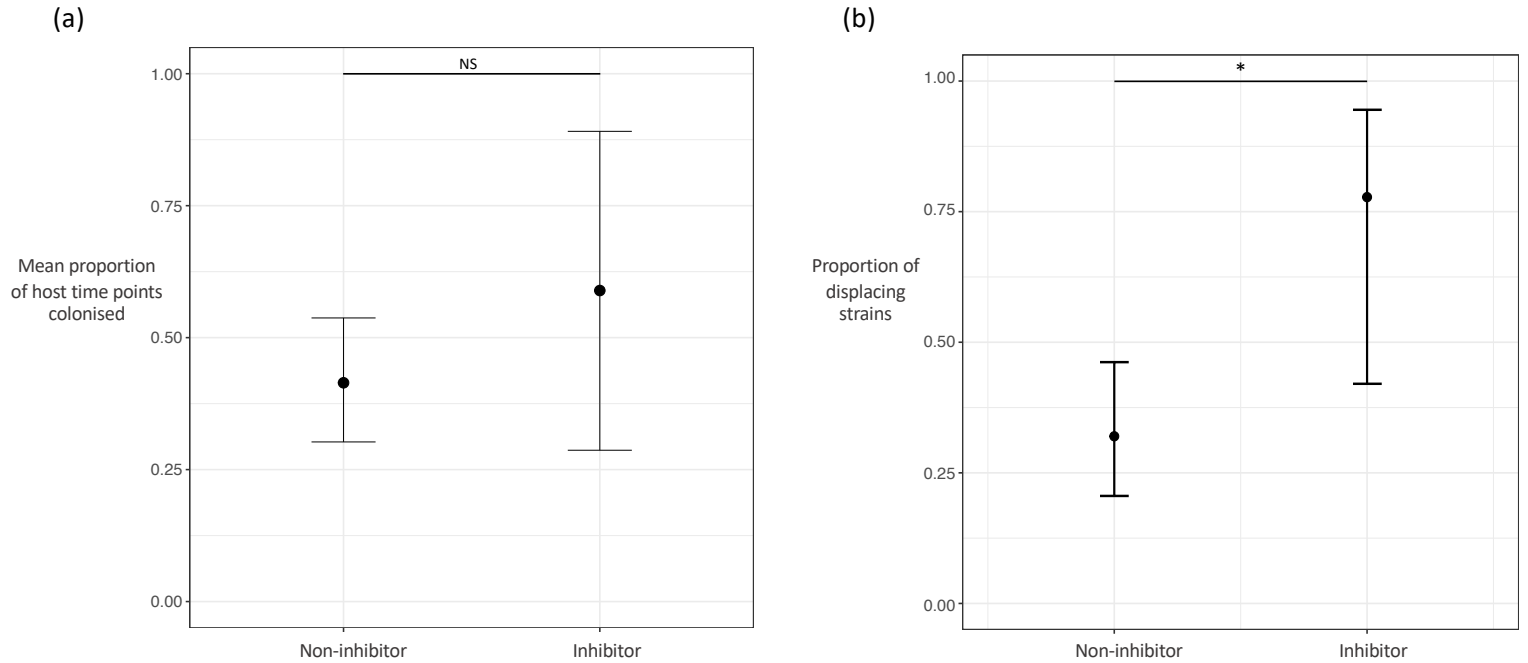 (a)
NS
1.00
0.75
0.50
0.25
0.00
Mean proportion
of host time points
colonised
Non-inhibitor
Inhibitor
(b)
*
1.00
0.75
0.50
0.25
0.00
Proportion of
displacing
strains
Non-inhibitor
Inhibitor